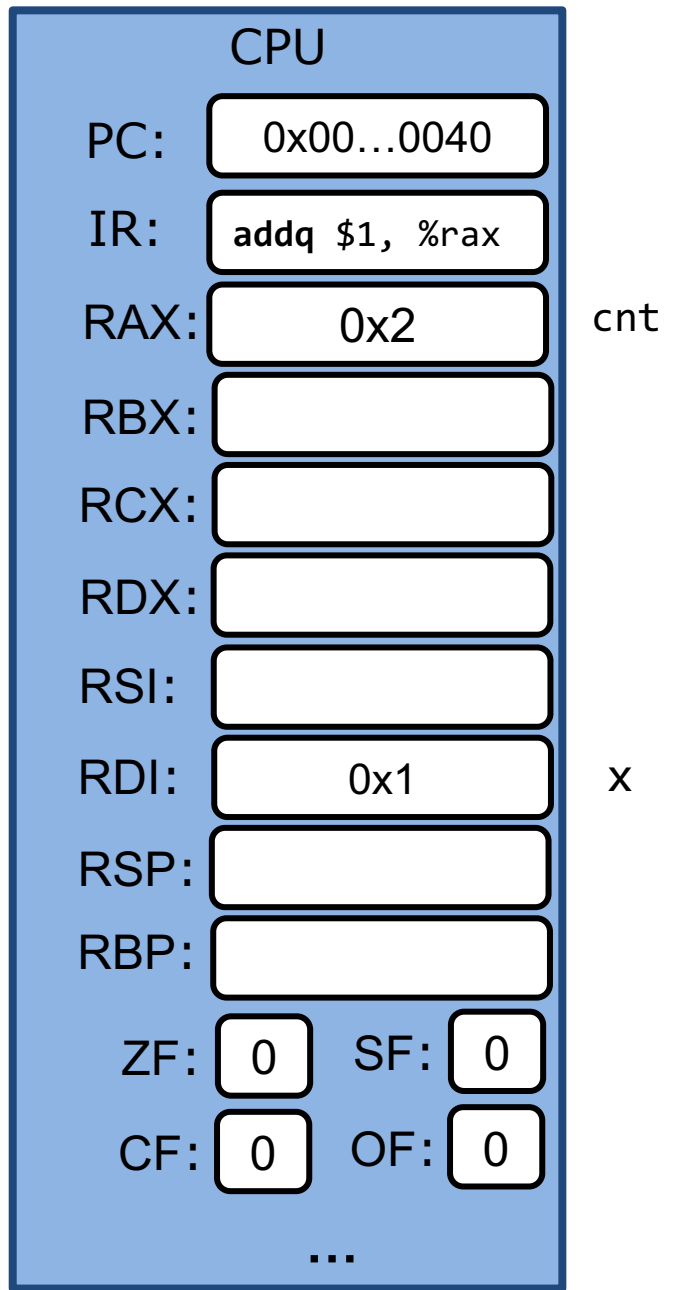 CPU
PC: 0x00...0040
IR: addq $1, %rax
RAX: 0x2 cnt
RBX:
RCX:
RDX:
RSI:
RDI: 0x1 x
RSP:
RBP:
ZF: 0 SF: 0
CF: 0 OF: 0
...